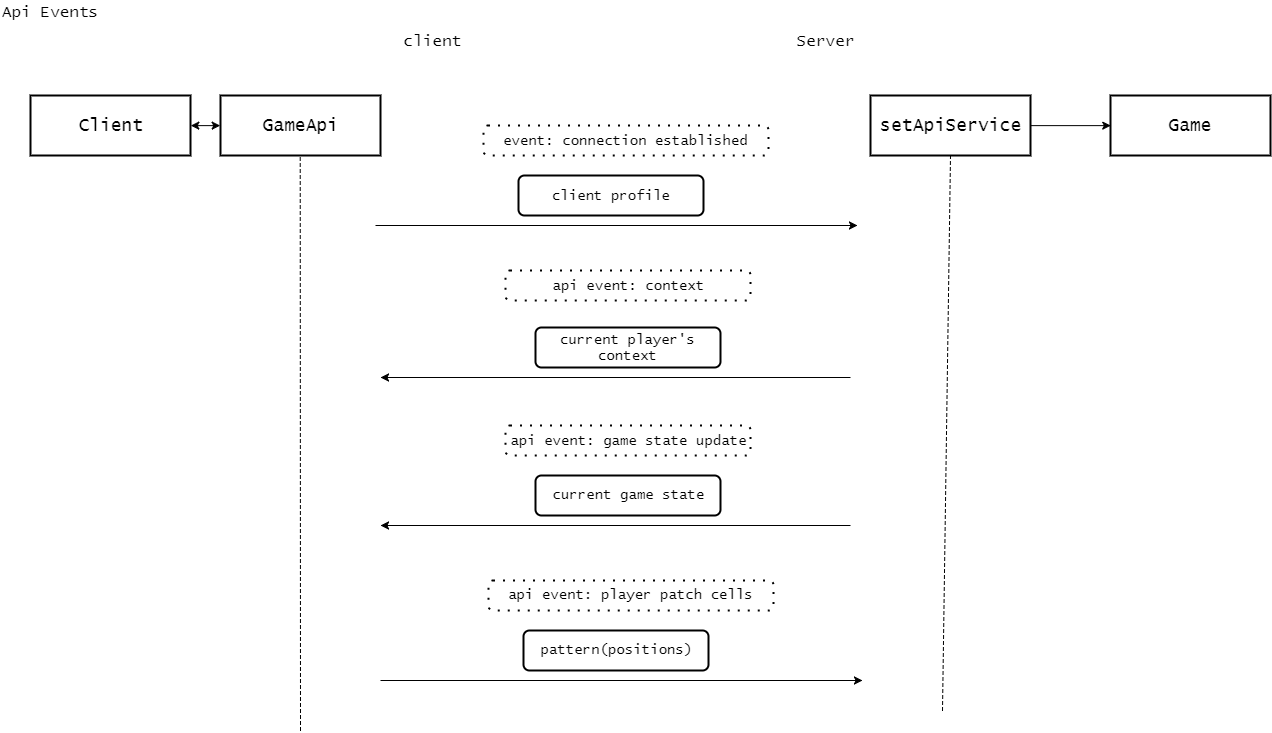 Api Events
client
Server
Client
GameApi
setApiService
Game
event: connection established
client profile
api event: context
current player's
context
api event: game state update
current game state
api event: player patch cells
pattern(positions)